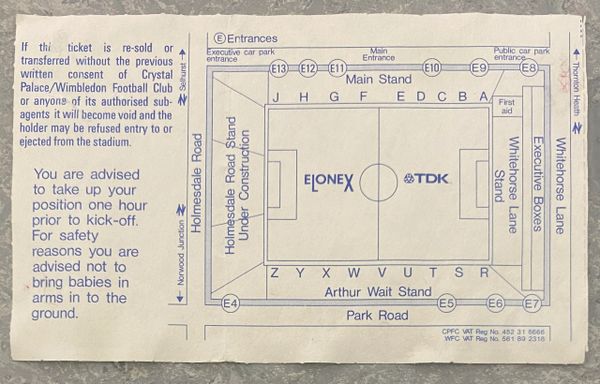 If thi ticket is re-sold or
transferred without the previous
written consent of Crystal
Palace/Wimbledon Football Club
or anyone of its authorised sub-
agents it will become void and the
holder may be refused entry to or
ejected from the stadium.
You are advised
to take up your
position one hour
prior to kick-off.
For safety
reasons you are
advised not to
bring babies in
arms in to the
ground.
Selhurst
Norwood Junction
E Entrances
Executive car park
entrance
Main
Entrance
Public car park
entrance
E13 E12 E11 E10 E9 E8
Main Stand
J H G F E D C B A
First
aid
Holmesdale Road
Holmesdale Road Stand
Under Construction
ELONEX
TDK
Whitehorse Lane
Stand
Executive Boxes
Whitehorse Lane
Thornton Heath
Z Y X W V U T S R
Arthur Wait Stand
E4 E5 E6 E7
Park Road
CPFC VAT Reg No. 452 31 8666
WFC VAT Reg No. 561 89 2318